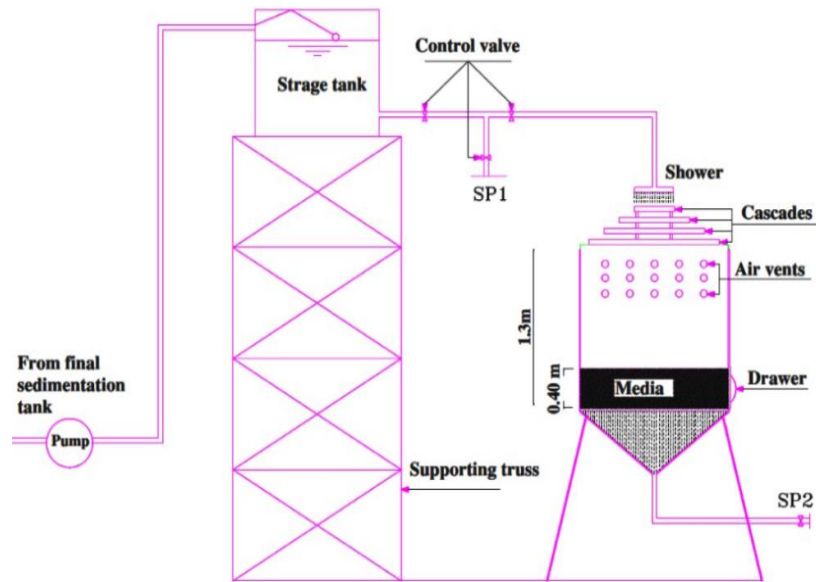 Control valve
Strage tank
Shower
SP1
Cascades
Air vents
1.3m
From final
sedimentation
tank
0.40 m
Media
Drawer
Pump
Supporting truss
SP2